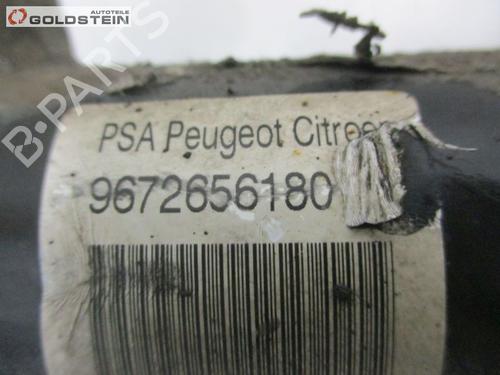 AUTOTEILE
GOLDSTEIN
B-PARTS
PSA Peugeot Citroen
9672656180